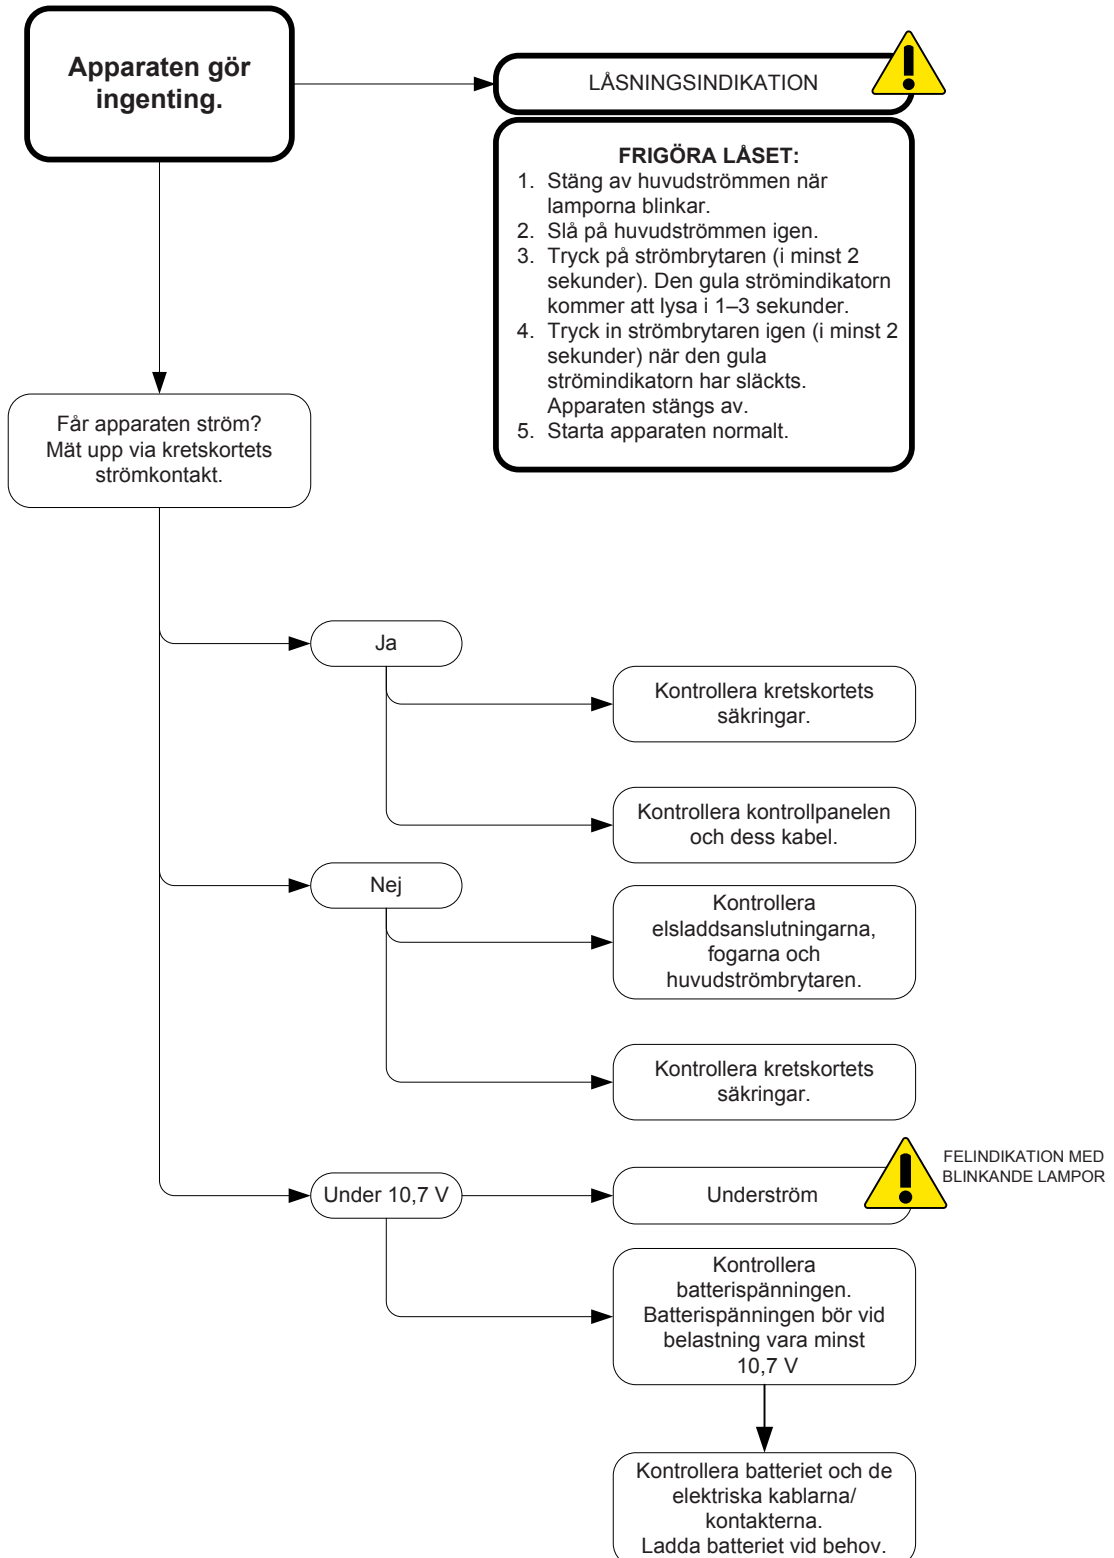 Apparaten gör
ingenting.
LÅSNINGSINDIKATION
FRIGÖRA LÅSET:
1. Stäng av huvudströmmen när
lamporna blinkar.
2. Slå på huvudströmmen igen.
3. Tryck på strömbrytaren (i minst 2
sekunder). Den gula strömindikatorn
kommer att lysa i 1–3 sekunder.
4. Tryck in strömbrytaren igen (i minst 2
sekunder) när den gula
strömindikatorn har släckts.
Apparaten stängs av.
5. Starta apparaten normalt.
Får apparaten ström?
Mät upp via kretskortets
strömkontakt.
Ja
Kontrollera kretskortets
säkringar.
Kontrollera kontrollpanelen
och dess kabel.
Nej
Kontrollera
elsladdsanslutningarna,
fogarna och
huvudströmbrytaren.
Kontrollera kretskortets
säkringar.
Under 10,7 V
Underström
FELINDIKATION MED
BLINKANDE LAMPOR
Kontrollera
batterispänningen.
Batterispänningen bör vid
belastning vara minst
10,7 V
Kontrollera batteriet och de
elektriska kablarna/
kontakterna.
Ladda batteriet vid behov.